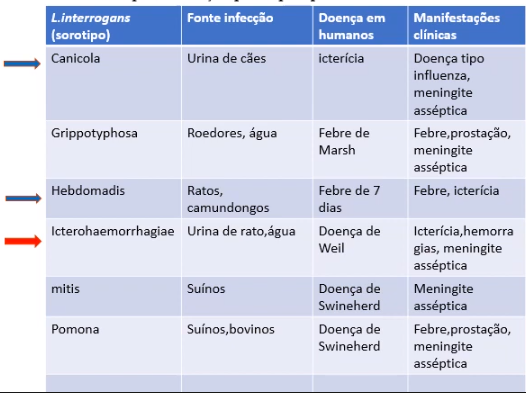 L.interrogans (sorotipo) Fonte infecção Doença em humanos Manifestações clínicas
Canicola Urina de cães icterícia Doença tipo influenza, meningite asséptica
Grippotyphosa Roedores, água Febre de Marsh Febre,prostação, meningite asséptica
Hebdomadis Ratos, camundongos Febre de 7 dias Febre, icterícia
Icterohaemorrhagiae Urina de rato,água Doença de Weil Icterícia,hemorragias, meningite asséptica
mitis Suínos Doença de Swineherd Meningite asséptica
Pomona Suínos,bovinos Doença de Swineherd Febre,prostação, meningite asséptica